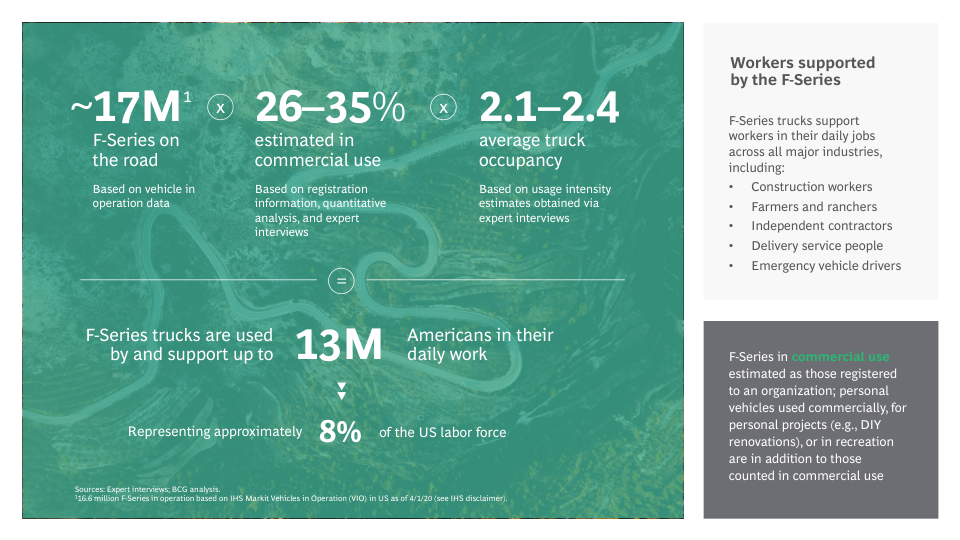 ~17M¹
x
26–35%
x
2.1–2.4
F-Series on
the road
estimated in
commercial use
average truck
occupancy
Based on vehicle in
operation data
Based on registration
information, quantitative
analysis, and expert
interviews
Based on usage intensity
estimates obtained via
expert interviews
=
F-Series trucks are used
by and support up to
13M
Americans in their
daily work
Representing approximately
8%
of the US labor force
Sources: Expert interviews; BCG analysis.
¹16.6 million F-Series in operation based on IHS Markit Vehicles in Operation (VIO) in US as of 4/1/20 (see IHS disclaimer).
Workers supported
by the F-Series
F-Series trucks support
workers in their daily jobs
across all major industries,
including:
• Construction workers
• Farmers and ranchers
• Independent contractors
• Delivery service people
• Emergency vehicle drivers
F-Series in commercial use
estimated as those registered
to an organization; personal
vehicles used commercially, for
personal projects (e.g., DIY
renovations), or in recreation
are in addition to those
counted in commercial use